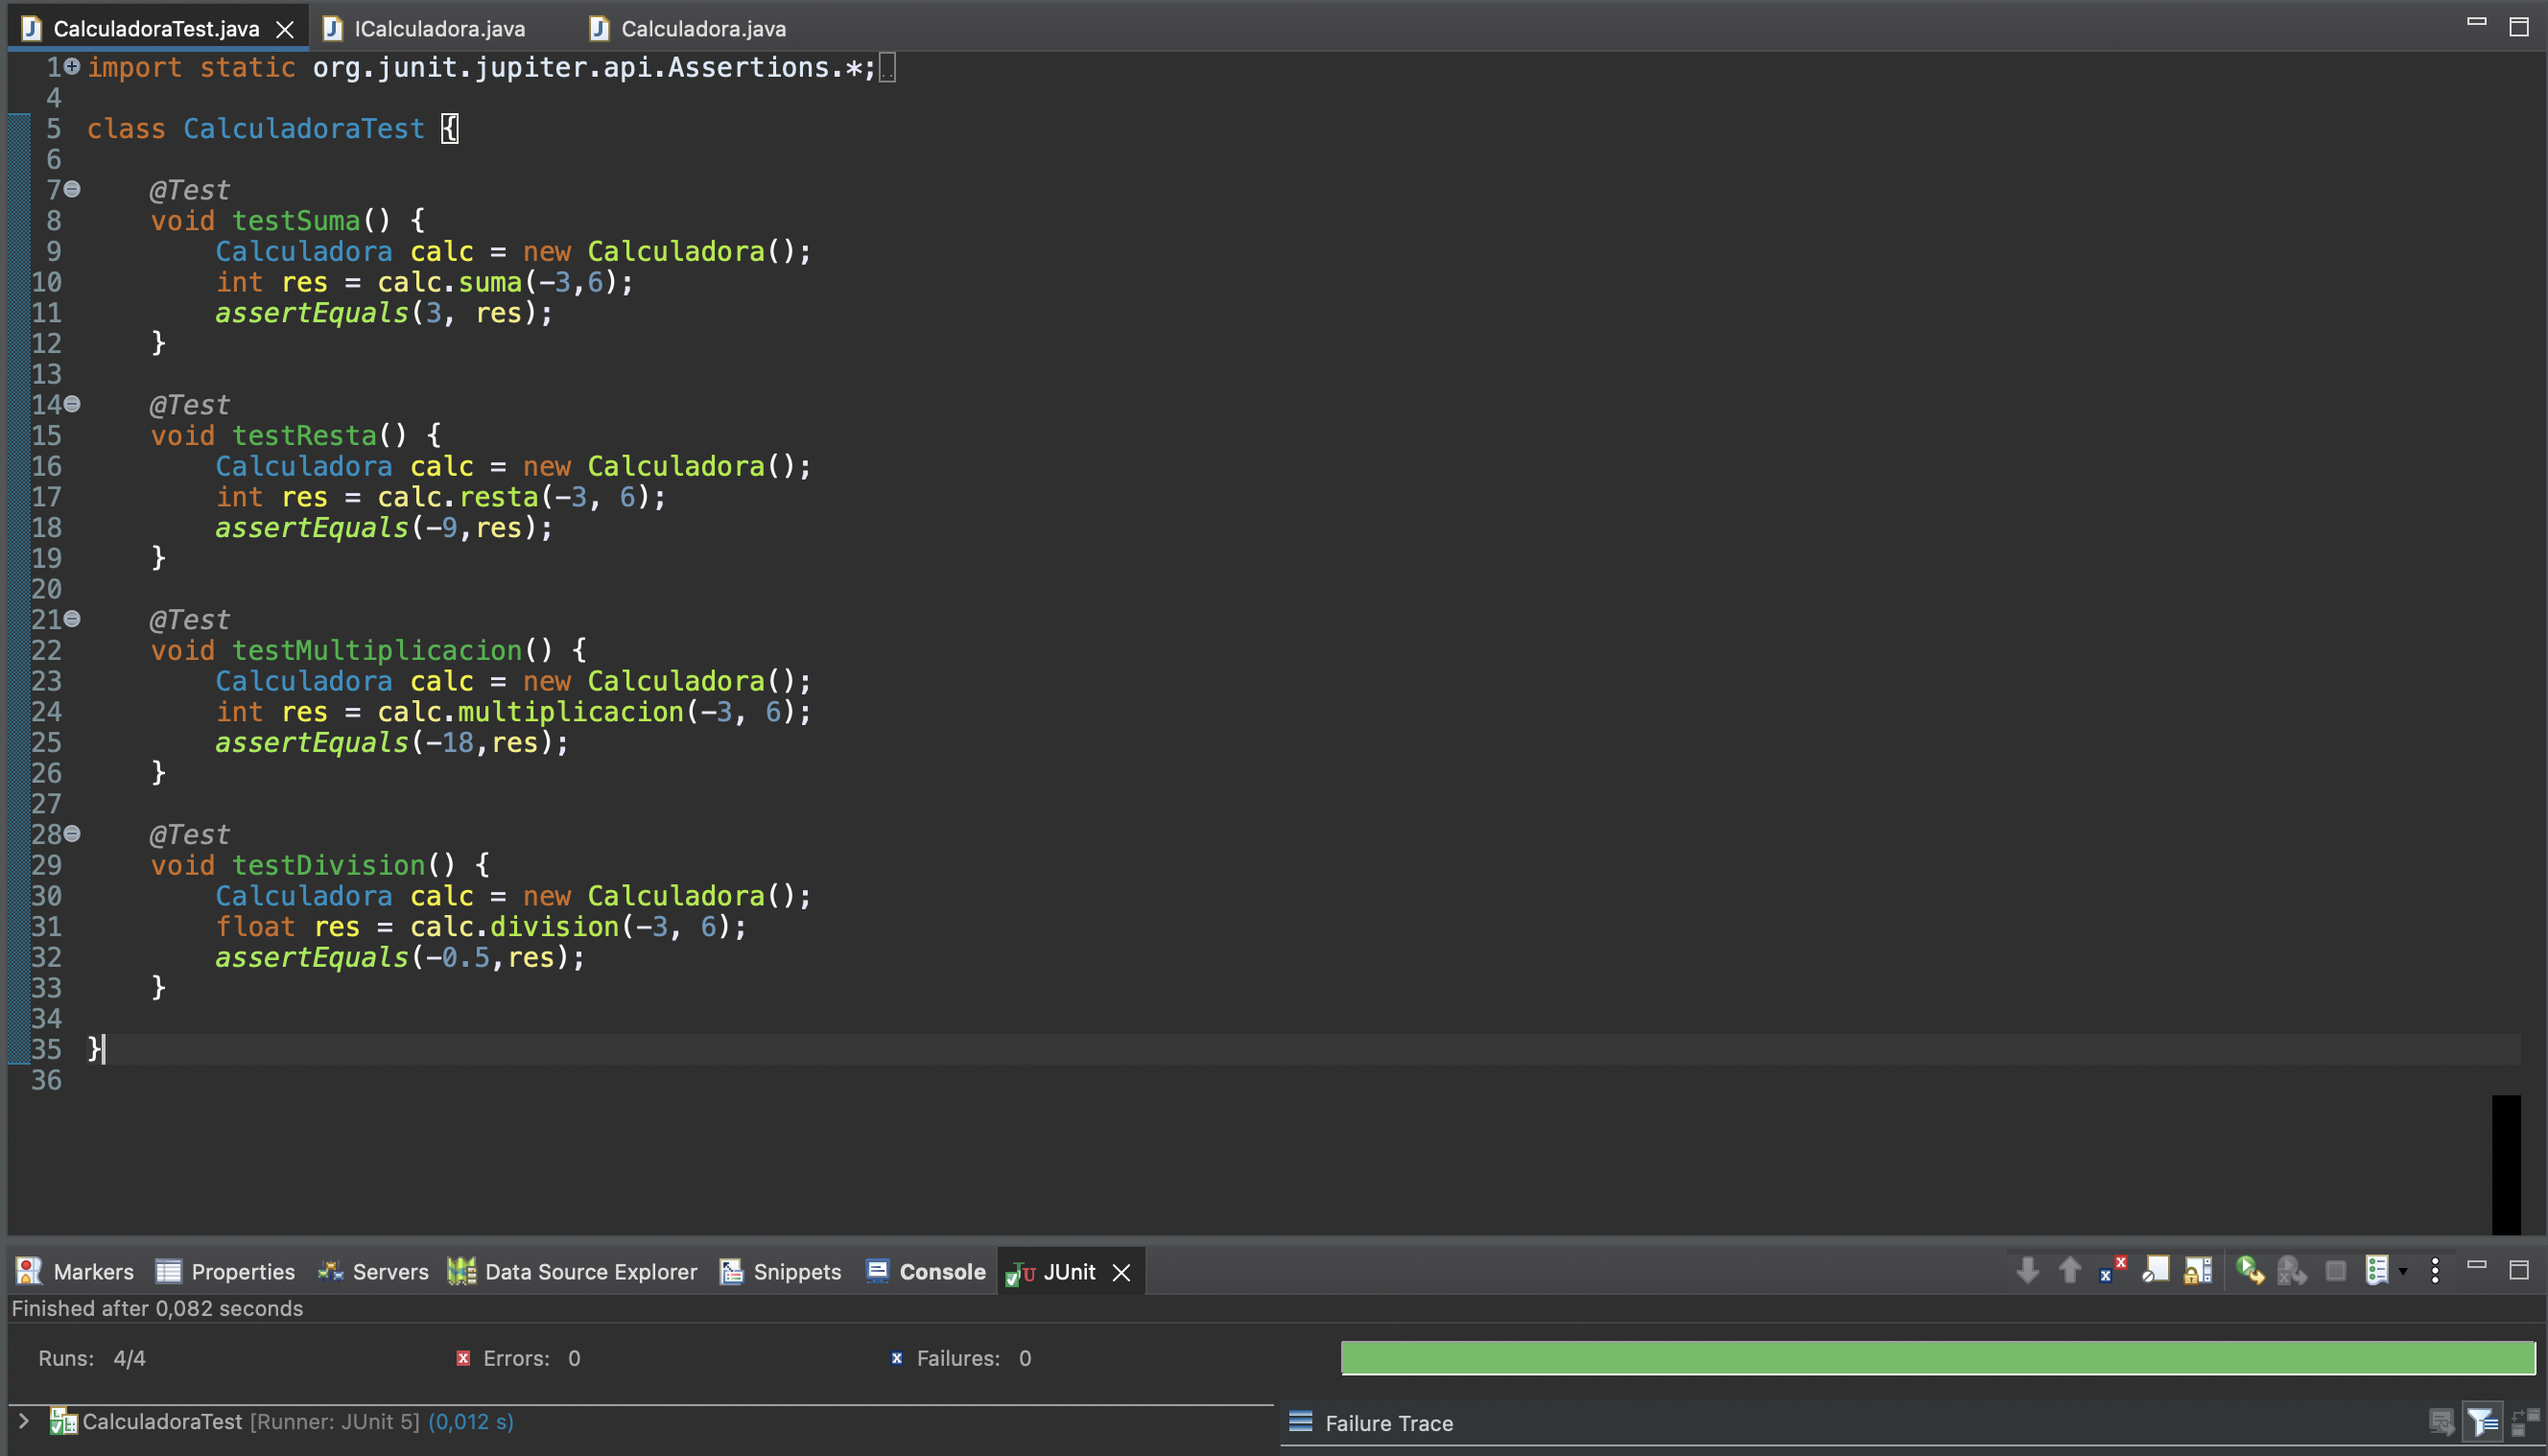 CalculadoraTest.java ICalculadora.java Calculadora.java
1 import static org.junit.jupiter.api.Assertions.*;
4
5 class CalculadoraTest {
6
7 @Test
8 void testSuma() {
9 Calculadora calc = new Calculadora();
10 int res = calc.suma(-3,6);
11 assertEquals(3, res);
12 }
13
14 @Test
15 void testResta() {
16 Calculadora calc = new Calculadora();
17 int res = calc.resta(-3, 6);
18 assertEquals(-9,res);
19 }
20
21 @Test
22 void testMultiplicacion() {
23 Calculadora calc = new Calculadora();
24 int res = calc.multiplicacion(-3, 6);
25 assertEquals(-18,res);
26 }
27
28 @Test
29 void testDivision() {
30 Calculadora calc = new Calculadora();
31 float res = calc.division(-3, 6);
32 assertEquals(-0.5,res);
33 }
34
35 }
36
Markers Properties Servers Data Source Explorer Snippets Console JUnit
Finished after 0,082 seconds
Runs: 4/4 Errors: 0 Failures: 0
CalculadoraTest [Runner: JUnit 5] (0,012 s) Failure Trace